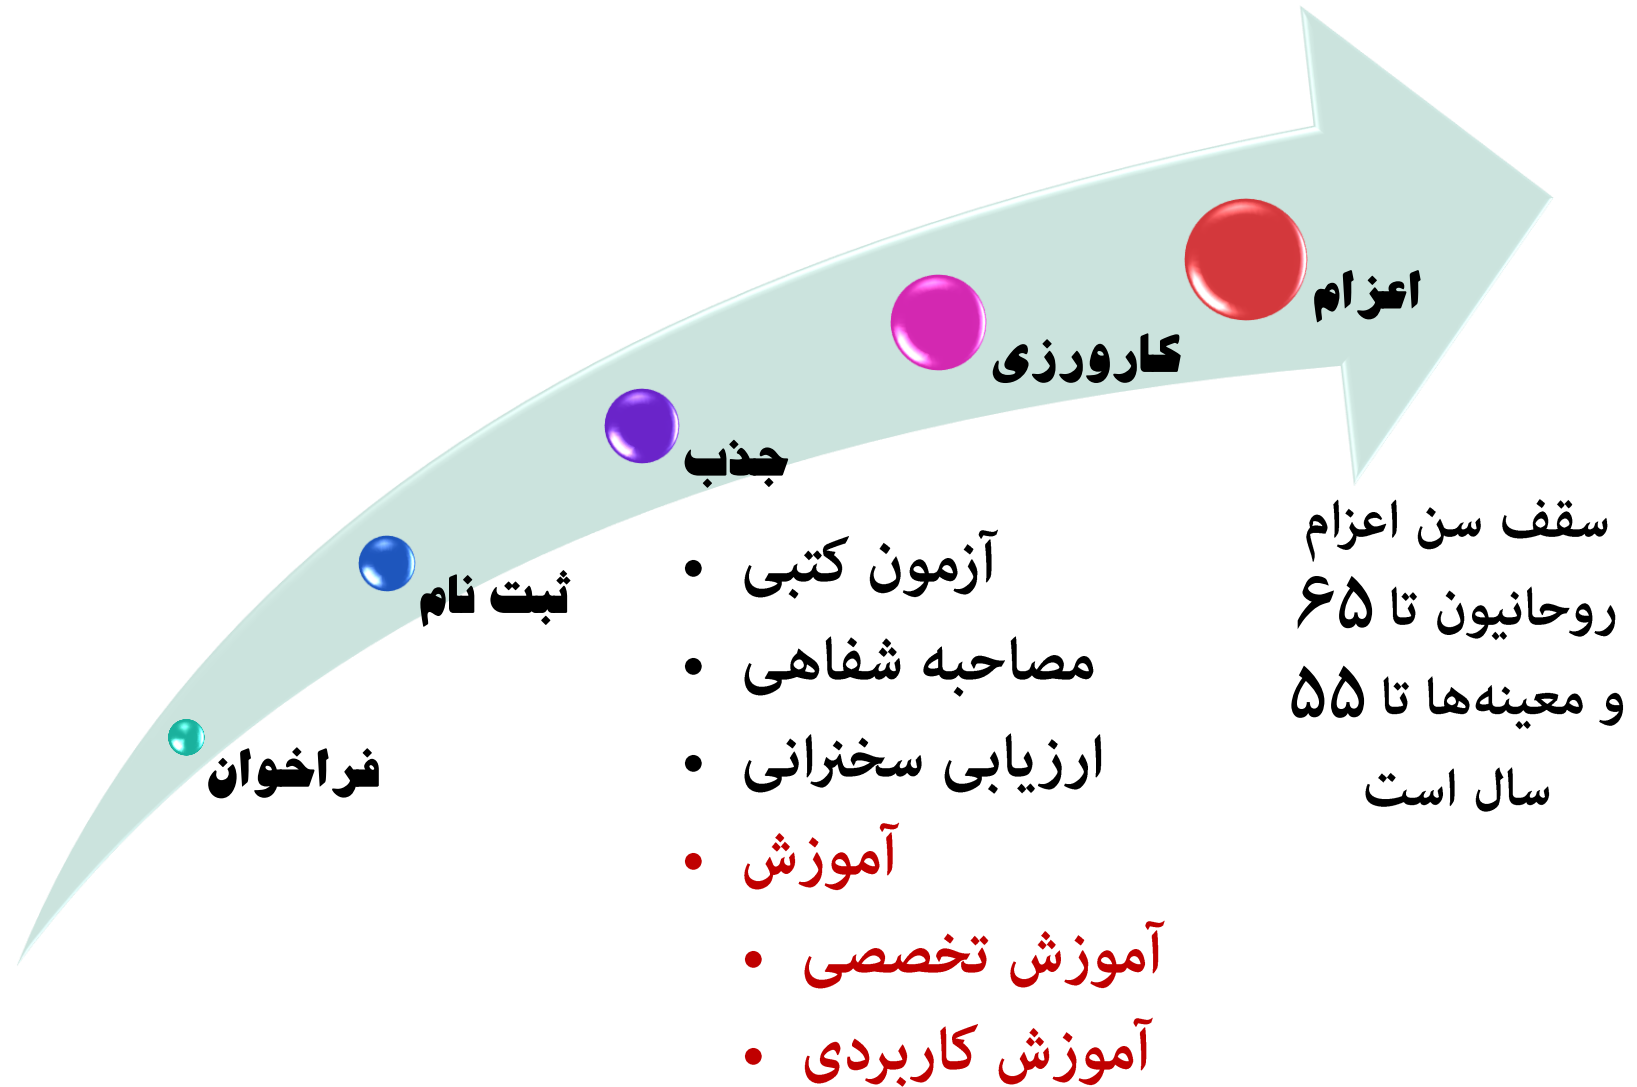 فراخوان
ثبت نام
جذب
• آزمون کتبی
• مصاحبه شفاهی
• ارزیابی سخنرانی
• آموزش
• آموزش تخصصی
• آموزش کاربردی
کارورزی
اعزام
سقف سن اعزام
روحانیون تا ۶۵
و معینه‌ها تا ۵۵
سال است